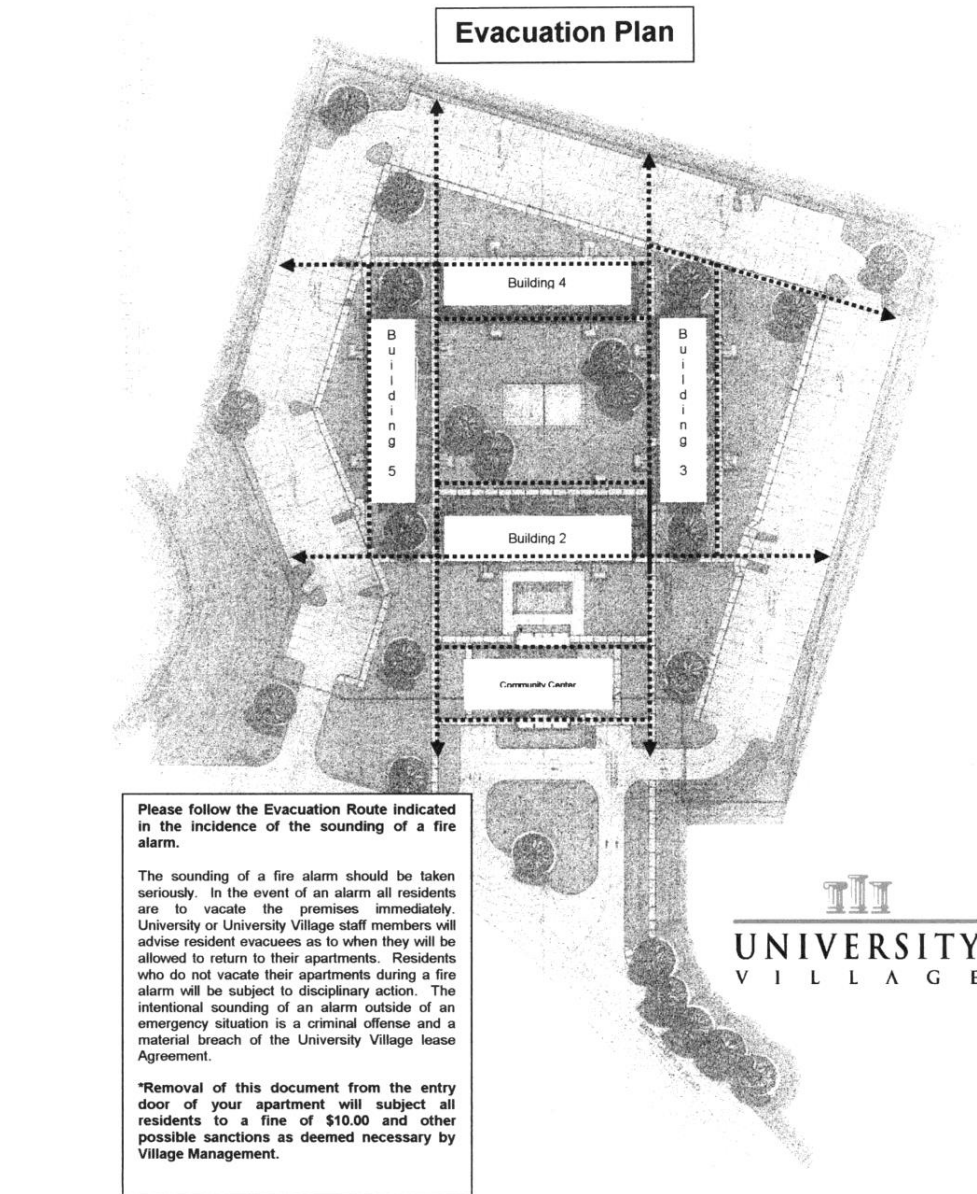 Evacuation Plan
Building 4
Building 5
Building 3
Building 2
Community Center
Please follow the Evacuation Route indicated
in the incidence of the sounding of a fire
alarm.
The sounding of a fire alarm should be taken
seriously. In the event of an alarm all residents
are to vacate the premises immediately.
University or University Village staff members will
advise resident evacuees as to when they will be
allowed to return to their apartments. Residents
who do not vacate their apartments during a fire
alarm will be subject to disciplinary action. The
intentional sounding of an alarm outside of an
emergency situation is a criminal offense and a
material breach of the University Village lease
Agreement.
*Removal of this document from the entry
door of your apartment will subject all
residents to a fine of $10.00 and other
possible sanctions as deemed necessary by
Village Management.
UNIVERSITY
VILLAGE